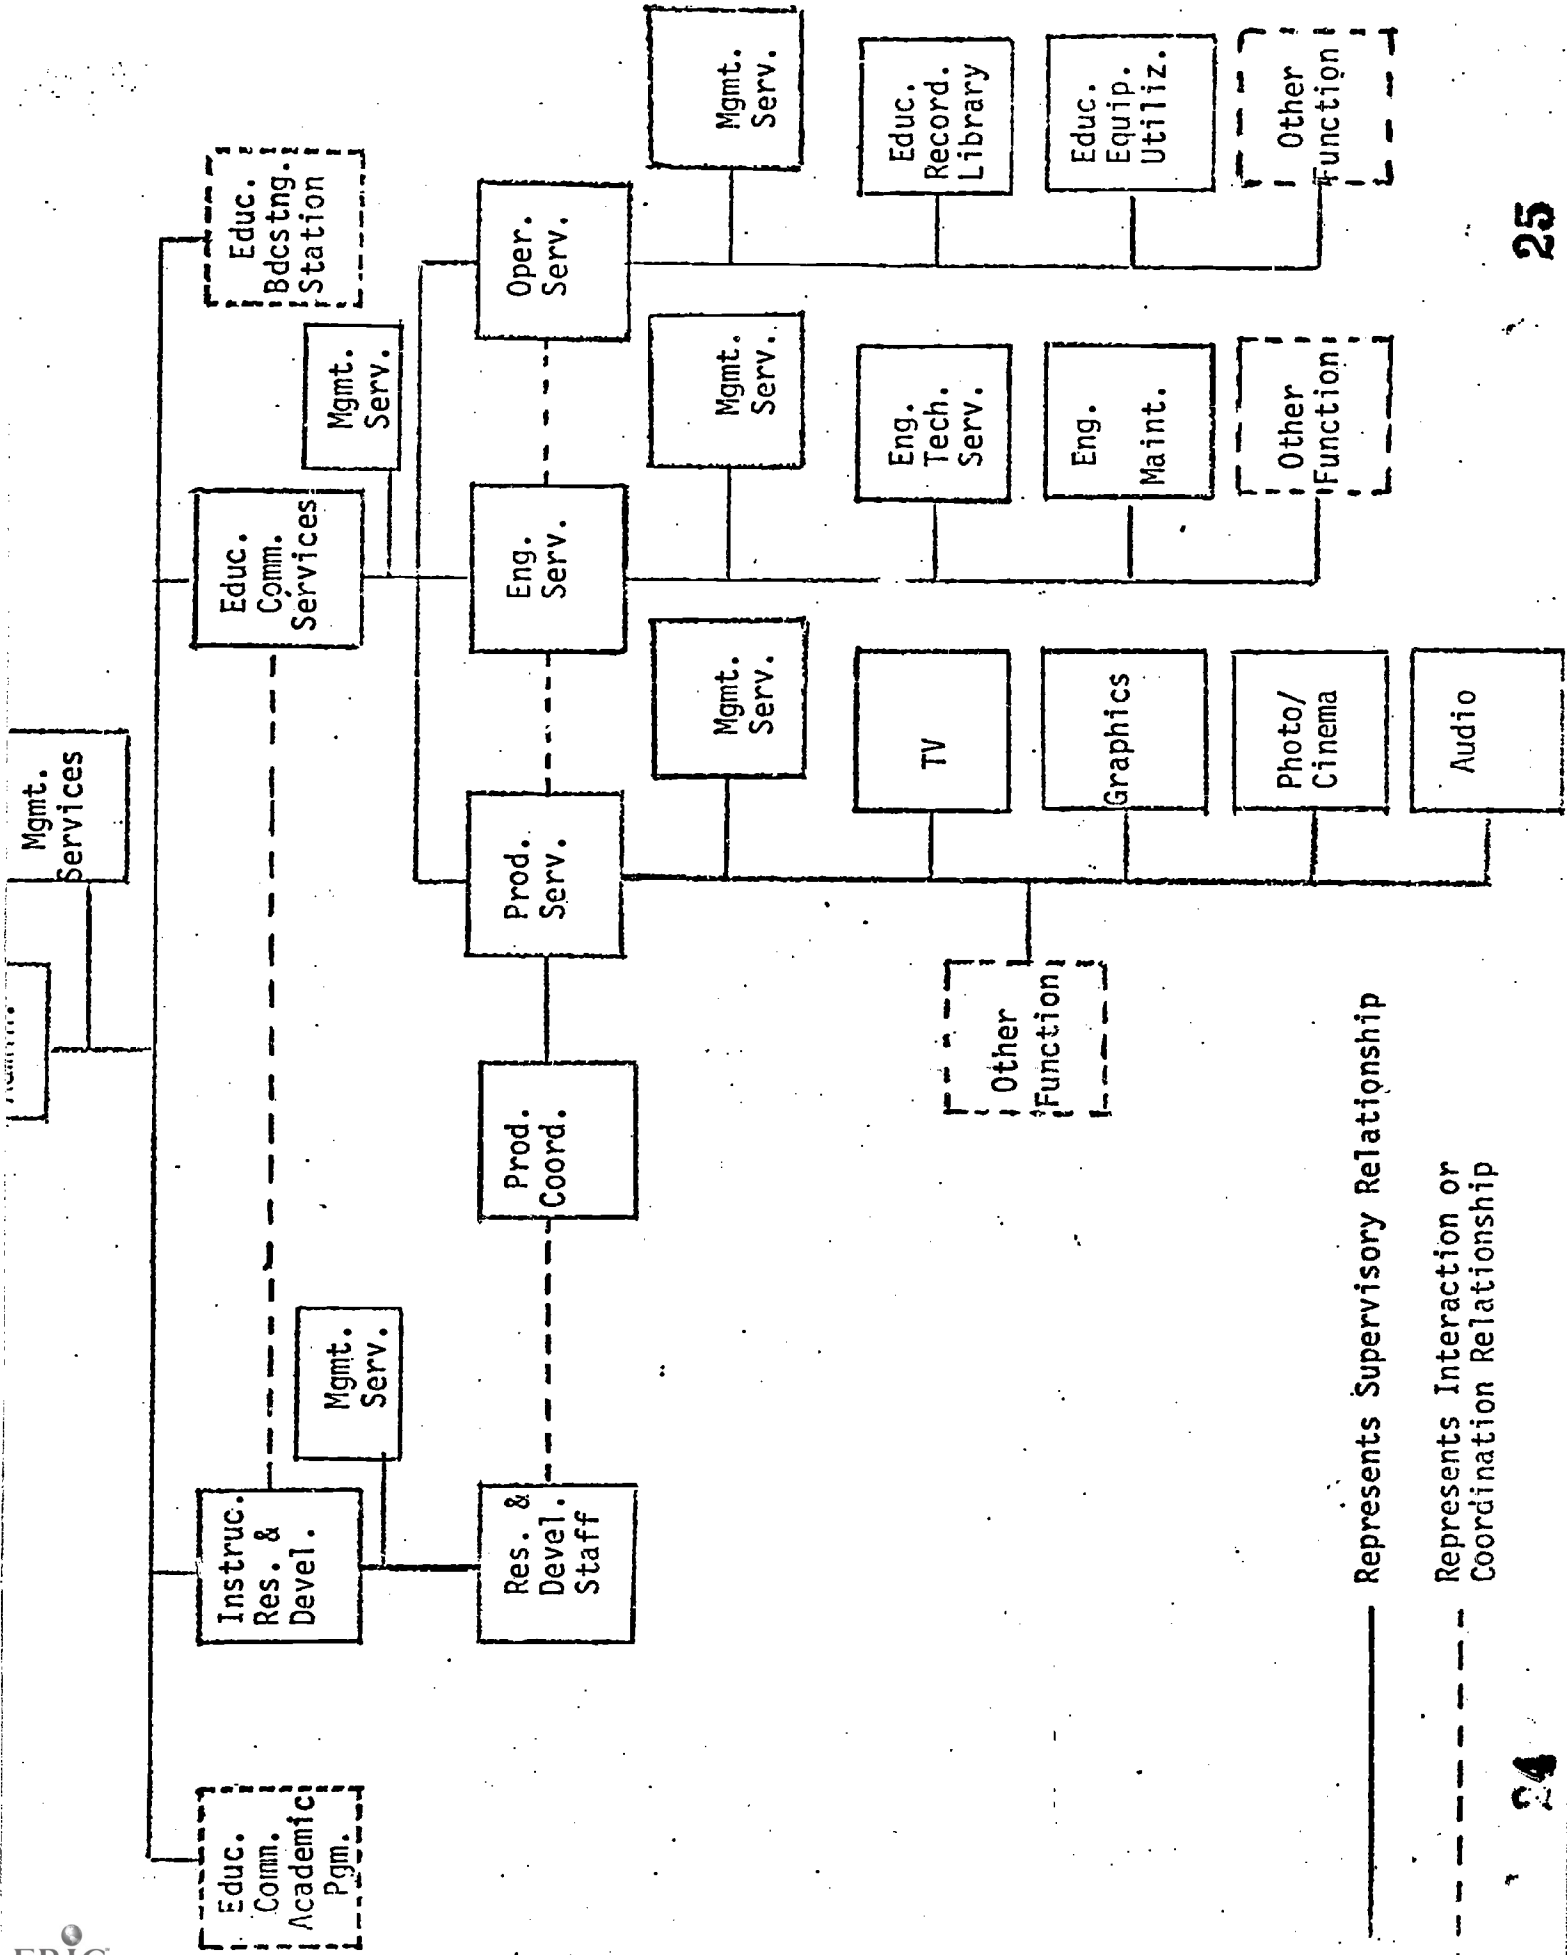 Mgmt.
Services
Educ.
Comm.
Academic
Pgm.
Instruc.
Res. &
Devel.
Educ.
Comm.
Services
Educ.
Bdcstng.
Station
Mgmt.
Serv.
Mgmt.
Serv.
Res. &
Devel.
Staff
Prod.
Coord.
Prod.
Serv.
Eng.
Serv.
Oper.
Serv.
Mgmt.
Serv.
Mgmt.
Serv.
Mgmt.
Serv.
TV
Eng.
Tech.
Serv.
Educ.
Record.
Library
Other
Function
Graphics
Eng.
Maint.
Educ.
Equip.
Utiliz.
Photo/
Cinema
Other
Function
Other
Function
Audio
Represents Supervisory Relationship
Represents Interaction or
Coordination Relationship
24
25
ERIC